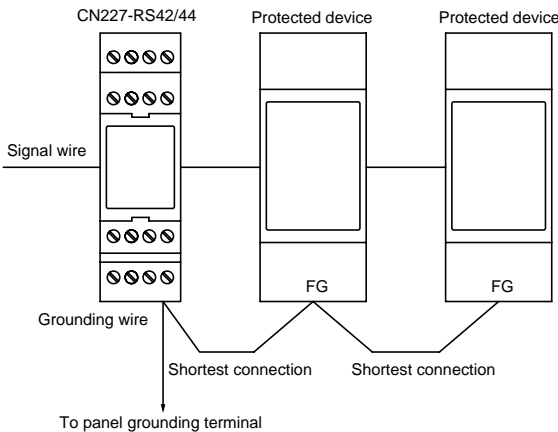 CN227-RS42/44
Protected device
Protected device
Signal wire
FG
FG
Grounding wire
Shortest connection
Shortest connection
To panel grounding terminal